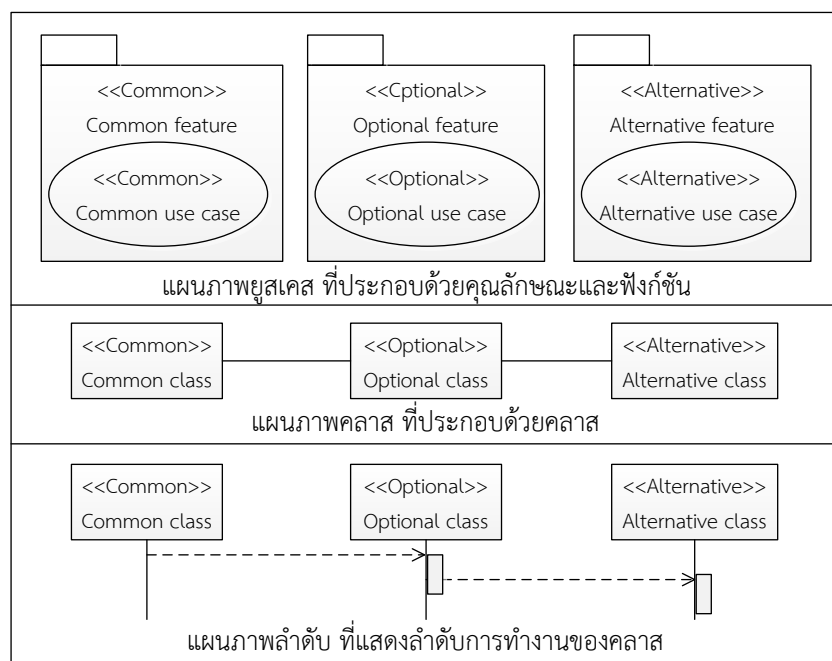 <<Common>> <<Cptional>> <<Alternative>>
Common feature Optional feature Alternative feature
<<Common>> <<Optional>> <<Alternative>>
Common use case Optional use case Alternative use case
แผนภาพยูสเคส ที่ประกอบด้วยคุณลักษณะและฟังก์ชัน
<<Common>> <<Optional>> <<Alternative>>
Common class Optional class Alternative class
แผนภาพคลาส ที่ประกอบด้วยคลาส
<<Common>> <<Optional>> <<Alternative>>
Common class Optional class Alternative class
แผนภาพลำดับ ที่แสดงลำดับการทำงานของคลาส